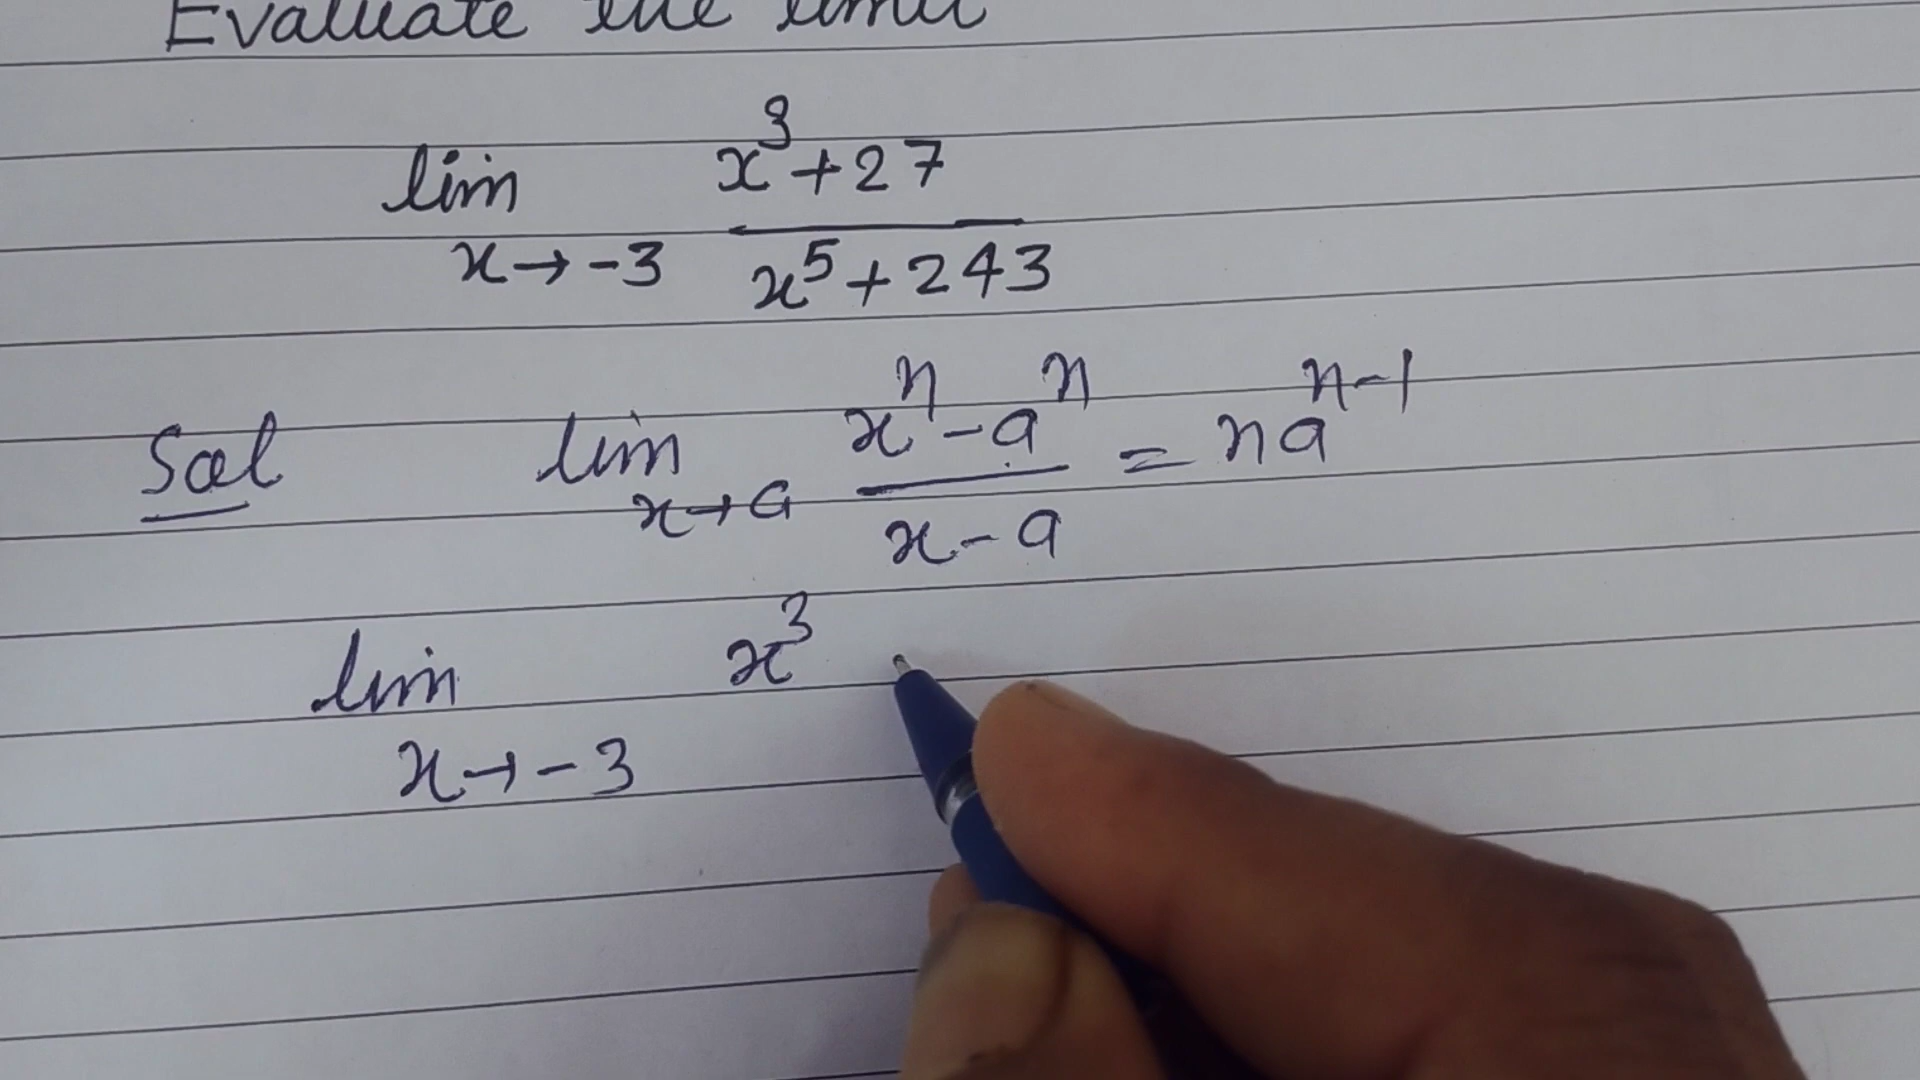 Evaluate the limit
lim x³+27
x→-3 x⁵+243
Sol lim xⁿ-aⁿ = naⁿ⁻¹
x→a x-a
lim x³
x→-3